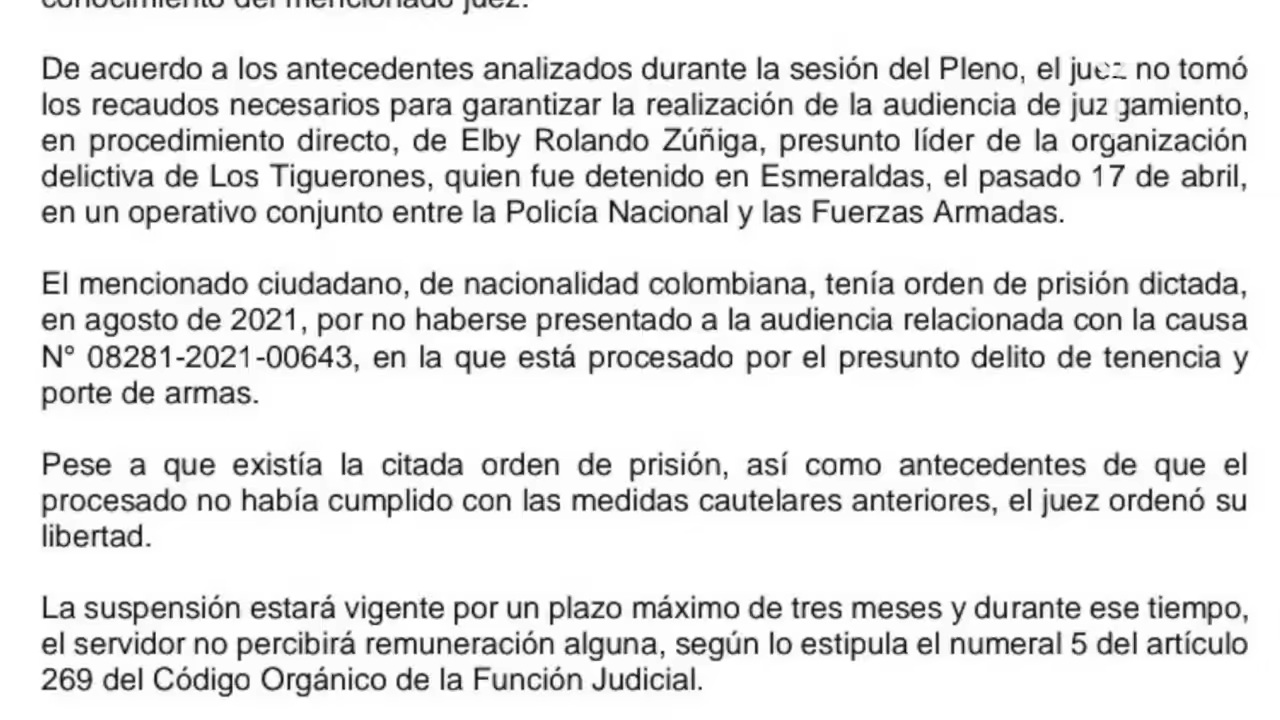 conocimiento del mencionado juez.
De acuerdo a los antecedentes analizados durante la sesión del Pleno, el juez no tomó
los recaudos necesarios para garantizar la realización de la audiencia de juzgamiento,
en procedimiento directo, de Elby Rolando Zúñiga, presunto líder de la organización
delictiva de Los Tiguerones, quien fue detenido en Esmeraldas, el pasado 17 de abril,
en un operativo conjunto entre la Policía Nacional y las Fuerzas Armadas.
El mencionado ciudadano, de nacionalidad colombiana, tenía orden de prisión dictada,
en agosto de 2021, por no haberse presentado a la audiencia relacionada con la causa
N° 08281-2021-00643, en la que está procesado por el presunto delito de tenencia y
porte de armas.
Pese a que existía la citada orden de prisión, así como antecedentes de que el
procesado no había cumplido con las medidas cautelares anteriores, el juez ordenó su
libertad.
La suspensión estará vigente por un plazo máximo de tres meses y durante ese tiempo,
el servidor no percibirá remuneración alguna, según lo estipula el numeral 5 del artículo
269 del Código Orgánico de la Función Judicial.